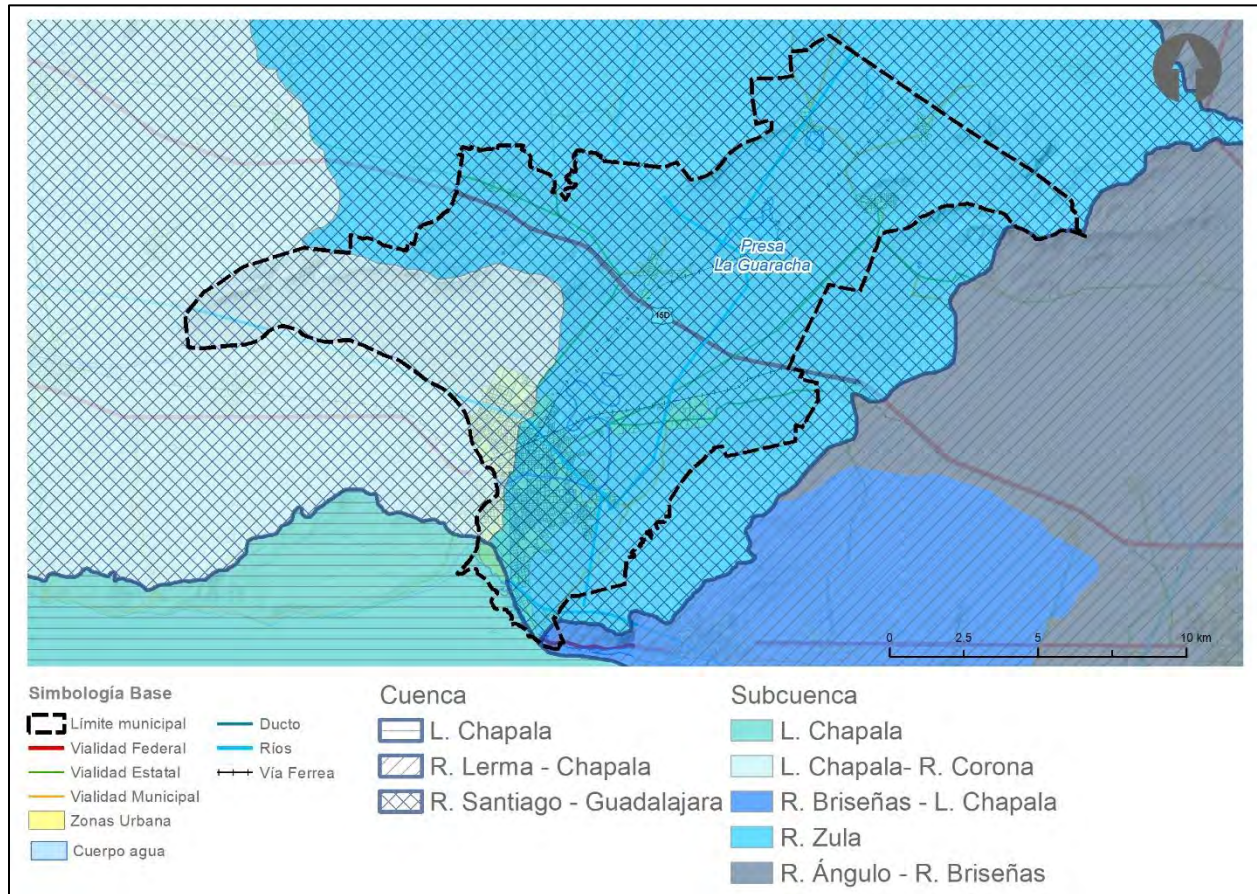 Presa
La Guaracha
15D
0 2.5 5 10 km
Simbología Base
Límite municipal
Vialidad Federal
Vialidad Estatal
Vialidad Municipal
Zonas Urbana
Cuerpo agua
Ducto
Ríos
Vía Ferrea
Cuenca
L. Chapala
R. Lerma - Chapala
R. Santiago - Guadalajara
Subcuenca
L. Chapala
L. Chapala- R. Corona
R. Briseñas - L. Chapala
R. Zula
R. Ángulo - R. Briseñas